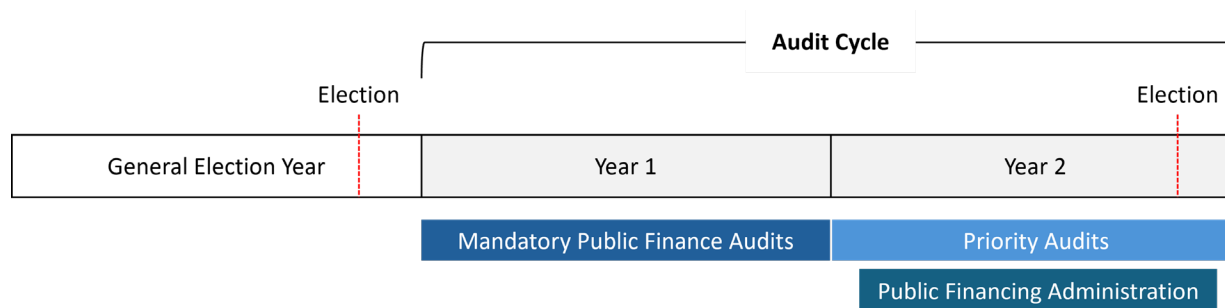 Audit Cycle
Election
Election
General Election Year
Year 1
Year 2
Mandatory Public Finance Audits
Priority Audits
Public Financing Administration